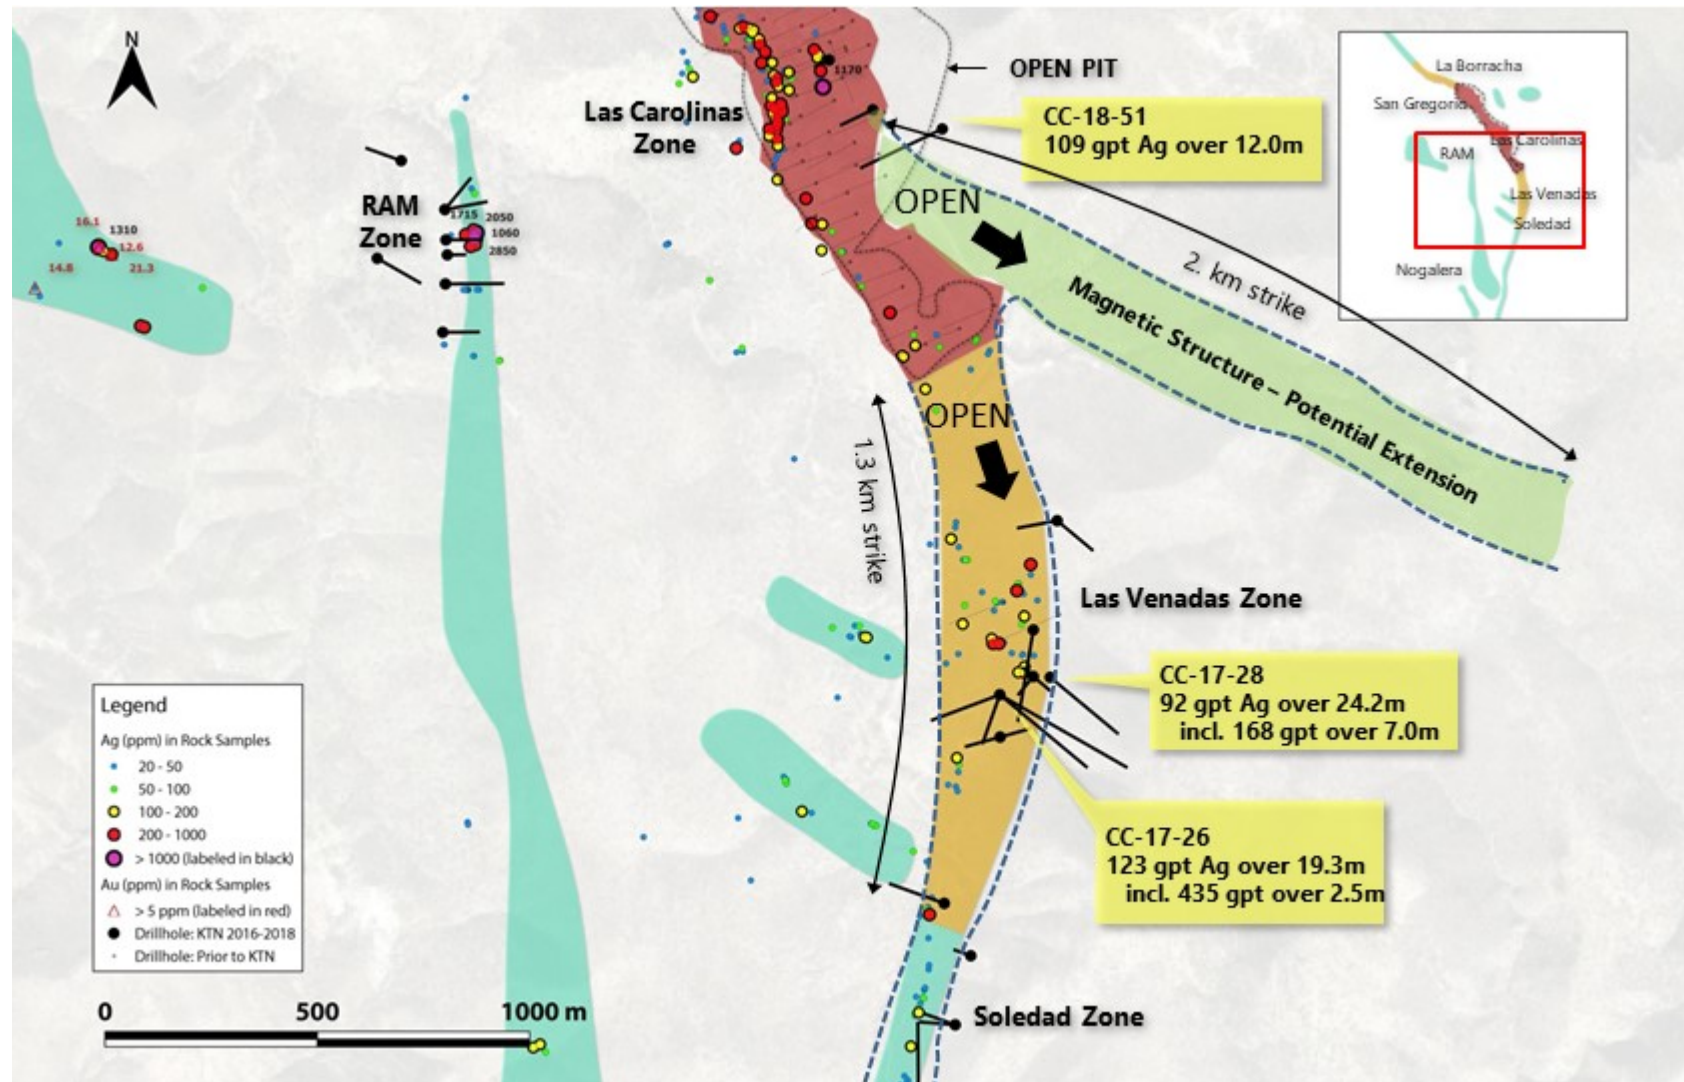 N
OPEN PIT
Las Carolinas
Zone
1170
CC-18-51
109 gpt Ag over 12.0m
La Borracha
San Gregorio
Las Carolinas
RAM
Las Venadas
Soledad
Nogalera
RAM
Zone
1715
2050
1060
2850
16.1
1310
12.6
14.8
21.3
OPEN
2. km strike
Magnetic Structure – Potential Extension
OPEN
1.3 km strike
Las Venadas Zone
CC-17-28
92 gpt Ag over 24.2m
incl. 168 gpt over 7.0m
CC-17-26
123 gpt Ag over 19.3m
incl. 435 gpt over 2.5m
Legend
Ag (ppm) in Rock Samples
20 - 50
50 - 100
100 - 200
200 - 1000
> 1000 (labeled in black)
Au (ppm) in Rock Samples
> 5 ppm (labeled in red)
Drillhole: KTN 2016-2018
Drillhole: Prior to KTN
0 500 1000 m
Soledad Zone